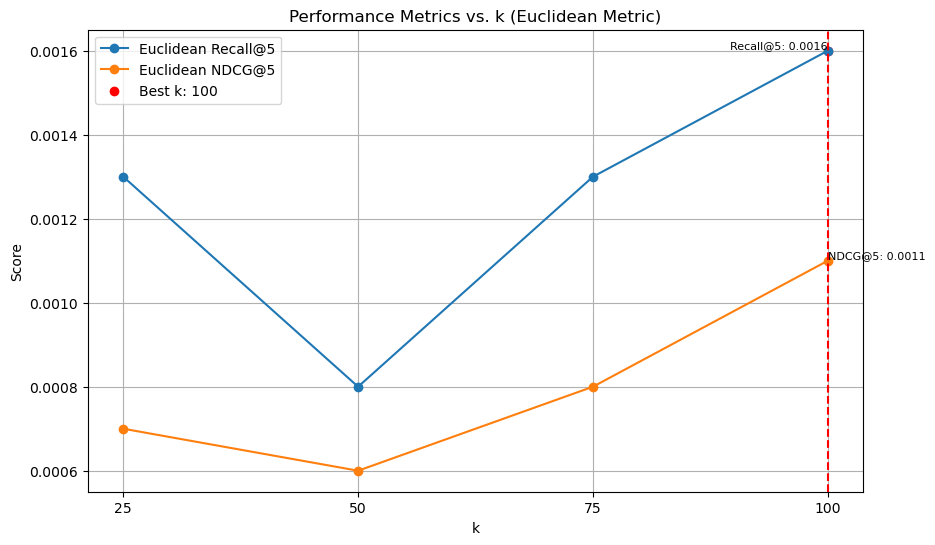 Performance Metrics vs. k (Euclidean Metric)
Euclidean Recall@5
Euclidean NDCG@5
Best k: 100
Recall@5: 0.0016
NDCG@5: 0.0011
Score
0.0016
0.0014
0.0012
0.0010
0.0008
0.0006
25 50 75 100
k